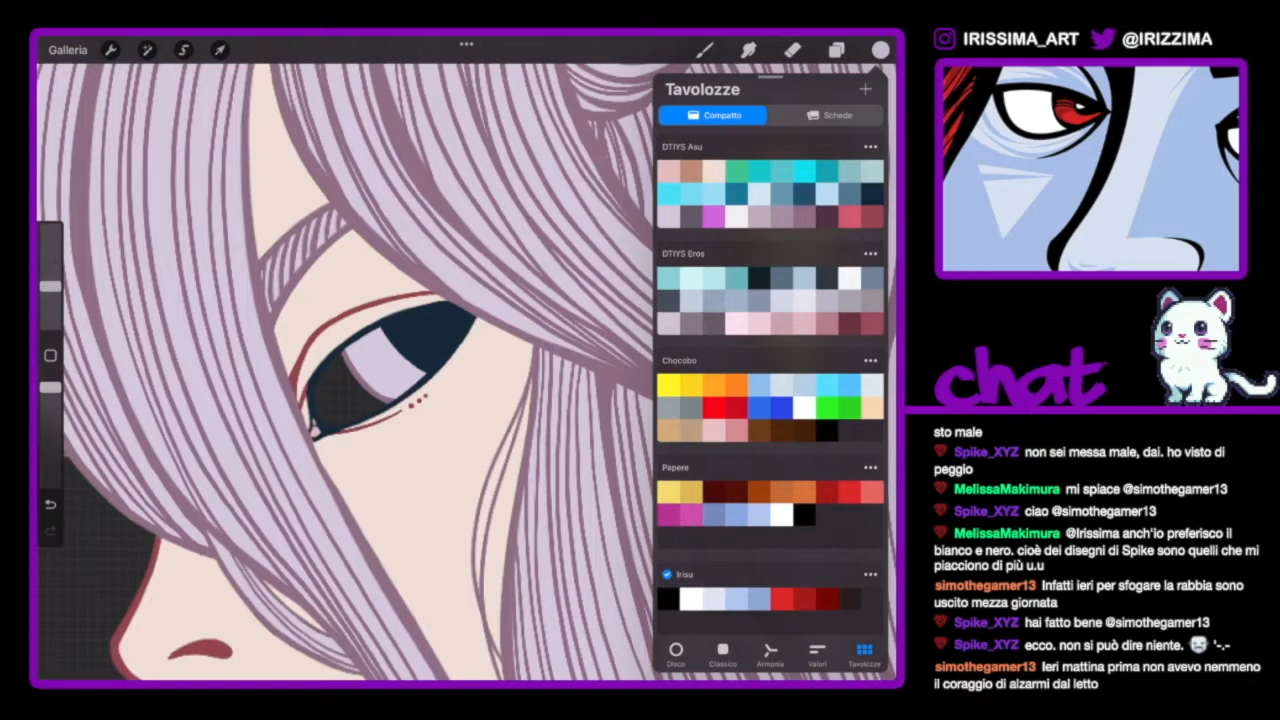 Galleria
Tavolozze
Compatto
Schede
DTIYS Asu
DTIYS Eros
Chocobo
Papere
Irisu
Disco
Classico
Armonia
Valori
Tavolozze
IRISSIMA_ART
@IRIZZIMA
chat
sto male
Spike_XYZ non sei messa male, dai. ho visto di
peggio
MelissaMakimura mi spiace @simothegamer13
Spike_XYZ ciao @simothegamer13
MelissaMakimura @Irissima anch'io preferisco il
bianco e nero. cioè dei disegni di Spike sono quelli che mi
piacciono di più u.u
simothegamer13 Infatti ieri per sfogare la rabbia sono
uscito mezza giornata
Spike_XYZ hai fatto bene @simothegamer13
Spike_XYZ ecco. non si può dire niente. '-.-
simothegamer13 Ieri mattina prima non avevo nemmeno
il coraggio di alzarmi dal letto